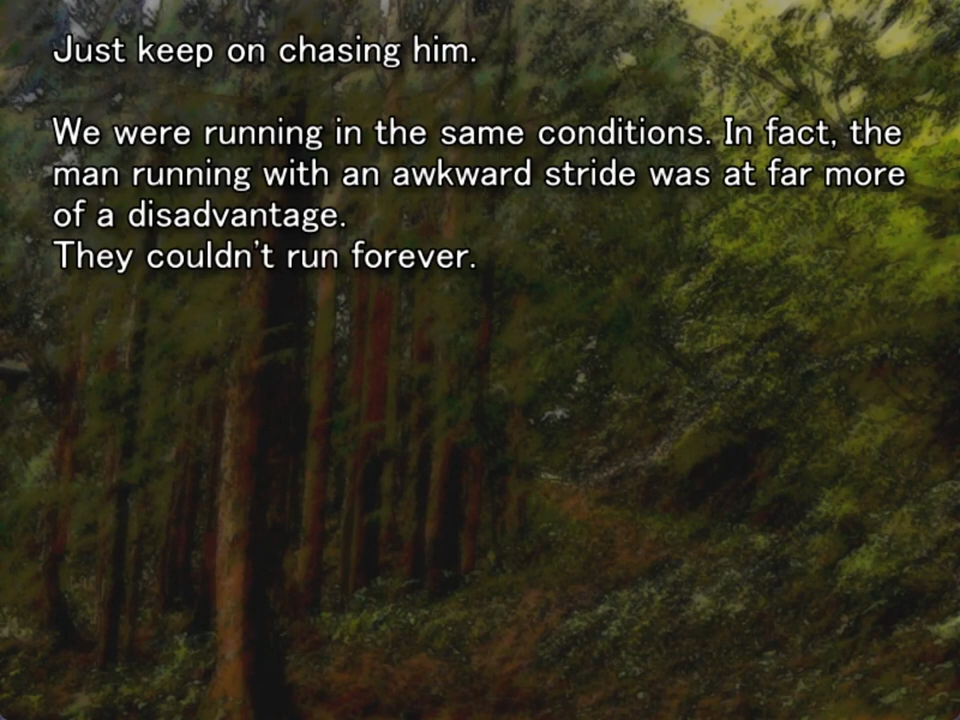 Just keep on chasing him.
We were running in the same conditions. In fact, the
man running with an awkward stride was at far more
of a disadvantage.
They couldn't run forever.